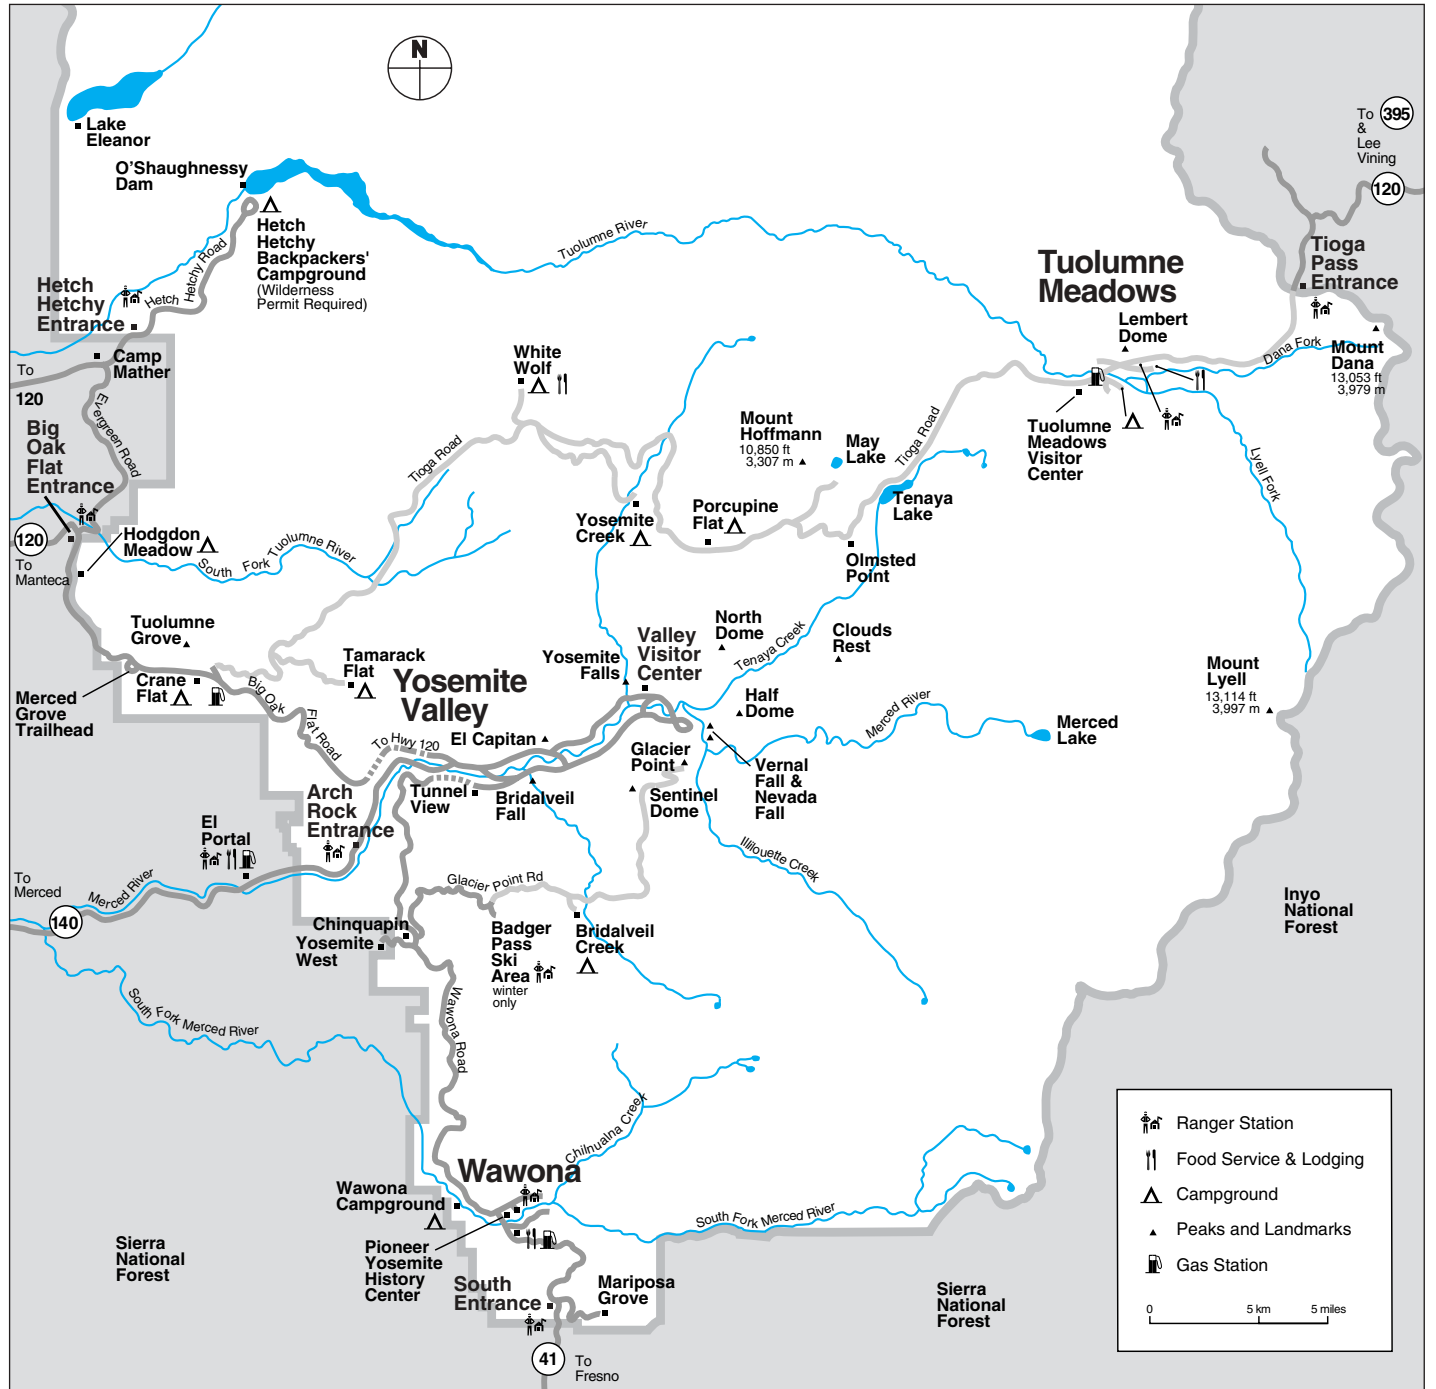 N
To 395
&
Lee
Vining
120
Lake
Eleanor
O'Shaughnessy
Dam
Hetch
Hetchy
Backpackers'
Campground
(Wilderness
Permit Required)
Hetch Hetchy Road
Hetch
Hetchy
Entrance
Camp
Mather
To
120
Evergreen Road
Big
Oak
Flat
Entrance
120
To
Manteca
Hodgdon
Meadow
South Fork Tuolumne River
Tuolumne River
Tuolumne
Meadows
Tioga
Pass
Entrance
Lembert
Dome
Dana Fork
Mount
Dana
13,053 ft
3,979 m
Tuolumne
Meadows
Visitor
Center
Lyell Fork
White
Wolf
Tioga Road
Mount
Hoffmann
10,850 ft
3,307 m
May
Lake
Tioga Road
Tenaya
Lake
Yosemite
Creek
Porcupine
Flat
Olmsted
Point
Tuolumne
Grove
Crane
Flat
Merced
Grove
Trailhead
Big Oak Flat Road
Tamarack
Flat
Yosemite
Valley
Yosemite
Falls
Valley
Visitor
Center
North
Dome
Tenaya Creek
Clouds
Rest
Half
Dome
Merced River
Merced
Lake
Mount
Lyell
13,114 ft
3,997 m
To Hwy 120
El Capitan
Glacier
Point
Sentinel
Dome
Vernal
Fall &
Nevada
Fall
Arch
Rock
Entrance
Tunnel
View
Bridalveil
Fall
El
Portal
To
Merced
Merced River
140
Illilouette Creek
Glacier Point Rd
Chinquapin
Yosemite
West
Badger
Pass
Ski
Area
winter
only
Bridalveil
Creek
Inyo
National
Forest
South Fork Merced River
Wawona Road
Chilnualna Creek
Wawona
Wawona
Campground
Pioneer
Yosemite
History
Center
South
Entrance
Mariposa
Grove
South Fork Merced River
Sierra
National
Forest
Sierra
National
Forest
41
To
Fresno
Ranger Station
Food Service & Lodging
Campground
Peaks and Landmarks
Gas Station
0 5 km 5 miles